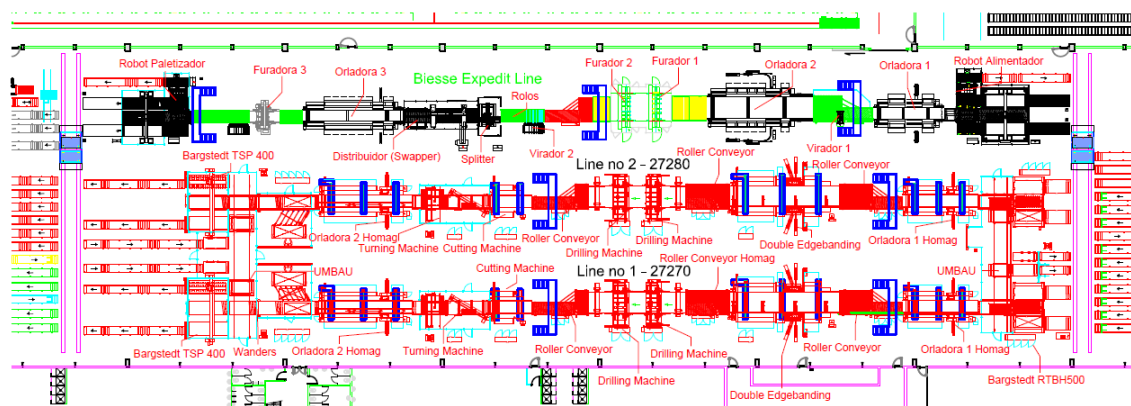 Robot Paletizador
Furadora 3
Orladora 3
Biesse Expedit Line
Rolos
Furador 2
Furador 1
Orladora 2
Orladora 1
Robot Alimentador
Distribuidor (Swapper)
Splitter
Virador 2
Virador 1
Bargstedt TSP 400
Line no 2 - 27280
Roller Conveyor
Roller Conveyor
Orladora 2 Homag
Turning Machine
Cutting Machine
Roller Conveyor
Drilling Machine
Drilling Machine
Double Edgebanding
Orladora 1 Homag
UMBAU
Cutting Machine
Line no 1 - 27270
Roller Conveyor Homag
UMBAU
Bargstedt TSP 400
Wanders
Orladora 2 Homag
Turning Machine
Roller Conveyor
Drilling Machine
Drilling Machine
Roller Conveyor
Orladora 1 Homag
Double Edgebanding
Bargstedt RTBH500